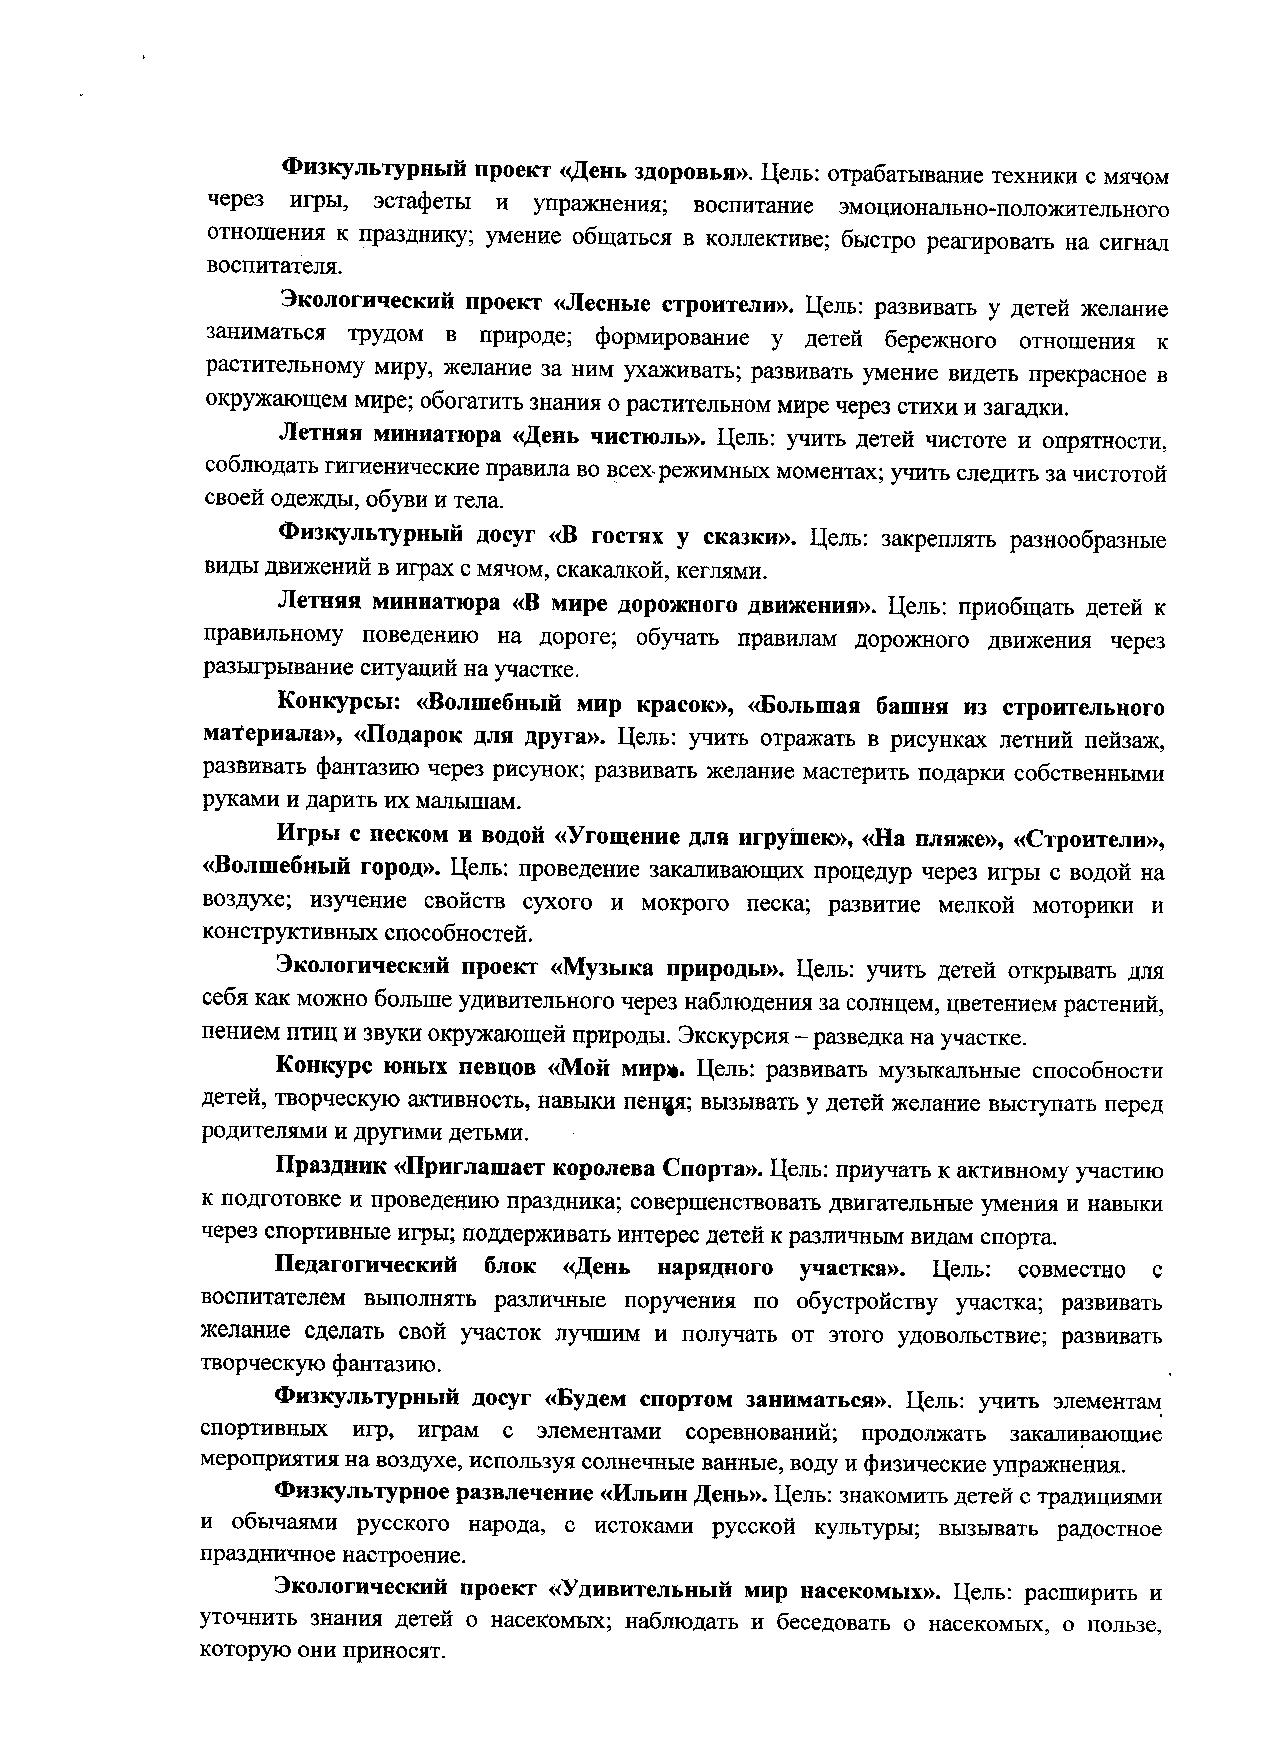 Физкультурный проект «День здоровья». Цель: отрабатывание техники с мячом
через игры, эстафеты и упражнения; воспитание эмоционально-положительного
отношения к празднику; умение общаться в коллективе; быстро реагировать на сигнал
воспитателя.
Экологический проект «Лесные строители». Цель: развивать у детей желание
заниматься трудом в природе; формирование у детей бережного отношения к
растительному миру, желание за ним ухаживать; развивать умение видеть прекрасное в
окружающем мире; обогатить знания о растительном мире через стихи и загадки.
Летняя миниатюра «День чистюль». Цель: учить детей чистоте и опрятности,
соблюдать гигиенические правила во всех режимных моментах; учить следить за чистотой
своей одежды, обуви и тела.
Физкультурный досуг «В гостях у сказки». Цель: закреплять разнообразные
виды движений в играх с мячом, скакалкой, кеглями.
Летняя миниатюра «В мире дорожного движения». Цель: приобщать детей к
правильному поведению на дороге; обучать правилам дорожного движения через
разыгрывание ситуаций на участке.
Конкурсы: «Волшебный мир красок», «Большая башня из строительного
материала», «Подарок для друга». Цель: учить отражать в рисунках летний пейзаж,
развивать фантазию через рисунок; развивать желание мастерить подарки собственными
руками и дарить их малышам.
Игры с песком и водой «Угощение для игрушек», «На пляже», «Строители»,
«Волшебный город». Цель: проведение закаливающих процедур через игры с водой на
воздухе; изучение свойств сухого и мокрого песка; развитие мелкой моторики и
конструктивных способностей.
Экологический проект «Музыка природы». Цель: учить детей открывать для
себя как можно больше удивительного через наблюдения за солнцем, цветением растений,
пением птиц и звуки окружающей природы. Экскурсия – разведка на участке.
Конкурс юных певцов «Мой мир». Цель: развивать музыкальные способности
детей, творческую активность, навыки пения; вызывать у детей желание выступать перед
родителями и другими детьми.
Праздник «Приглашает королева Спорта». Цель: приучать к активному участию
к подготовке и проведению праздника; совершенствовать двигательные умения и навыки
через спортивные игры; поддерживать интерес детей к различным видам спорта.
Педагогический блок «День нарядного участка». Цель: совместно с
воспитателем выполнять различные поручения по обустройству участка; развивать
желание сделать свой участок лучшим и получать от этого удовольствие; развивать
творческую фантазию.
Физкультурный досуг «Будем спортом заниматься». Цель: учить элементам
спортивных игр, играм с элементами соревнований; продолжать закаливающие
мероприятия на воздухе, используя солнечные ванные, воду и физические упражнения.
Физкультурное развлечение «Ильин День». Цель: знакомить детей с традициями
и обычаями русского народа, с истоками русской культуры; вызывать радостное
праздничное настроение.
Экологический проект «Удивительный мир насекомых». Цель: расширить и
уточнить знания детей о насекомых; наблюдать и беседовать о насекомых, о пользе,
которую они приносят.